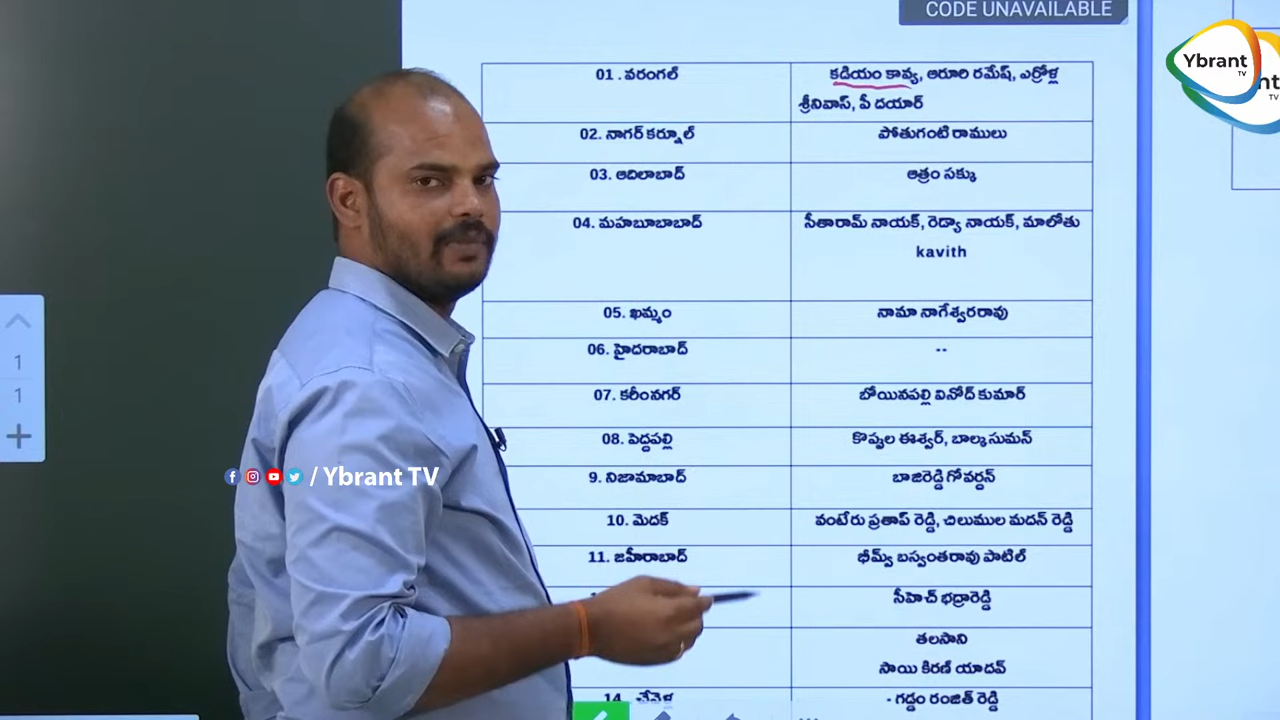 CODE UNAVAILABLE
Ybrant
TV
nt
TV
01 . వరంగల్ కడియం కావ్య, ఆరూరి రమేష్, ఎర్రోళ్ల
శ్రీనివాస్, పీ దయార్
02. నాగర్ కర్నూల్ పోతుగంటి రాములు
03. ఆదిలాబాద్ ఆత్రం సక్కు
04. మహబూబాబాద్ సీతారామ్ నాయక్, రెడ్యా నాయక్, మాలోతు
kavith
05. ఖమ్మం నామా నాగేశ్వరరావు
06. హైదరాబాద్ --
07. కరీంనగర్ బోయినపల్లి వినోద్ కుమార్
08. పెద్దపల్లి కొప్పుల ఈశ్వర్, బాల్కసుమన్
9. నిజామాబాద్ బాజిరెడ్డి గోవర్దన్
10. మెదక్ వంటేరు ప్రతాప్ రెడ్డి, చిలుముల మదన్ రెడ్డి
11. జహీరాబాద్ భీమ్వ్ బస్వంతరావు పాటిల్
సీహెచ్ భద్రారెడ్డి
తలసాని
సాయి కిరణ్ యాదవ్
14. చేవెళ్ల - గడ్డం రంజిత్ రెడ్డి
1
1
/ Ybrant TV